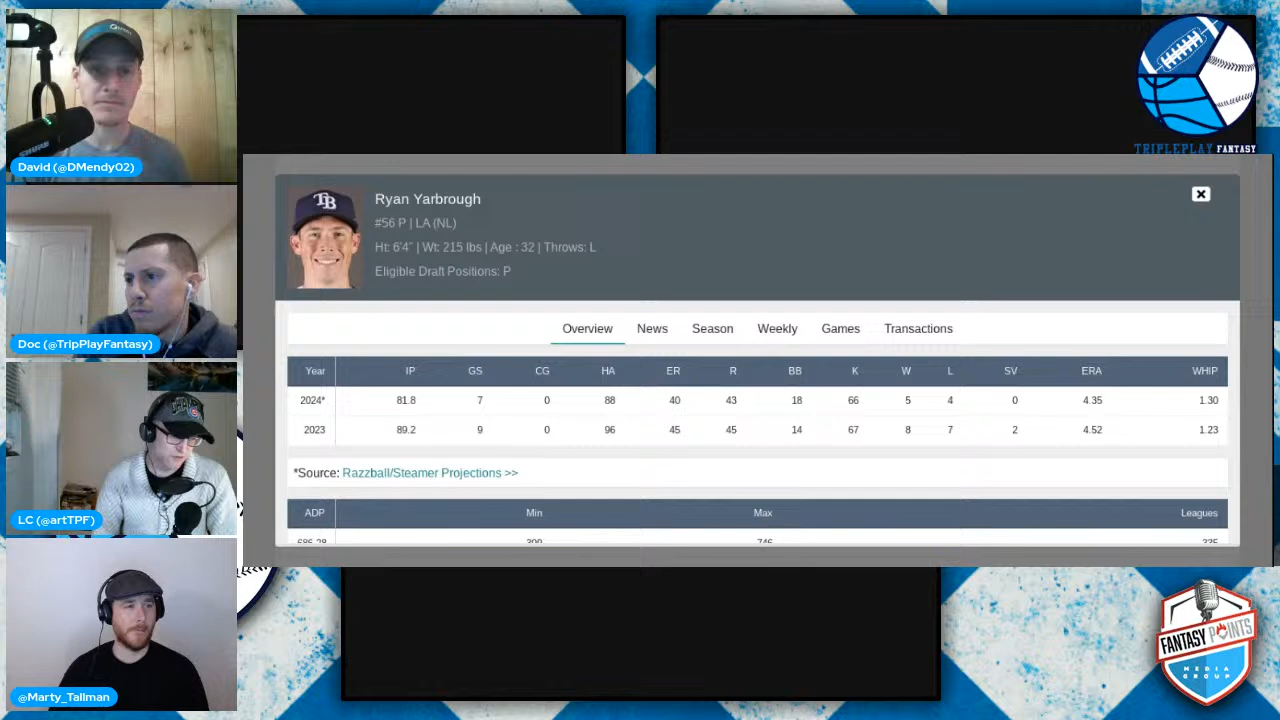 TRIPLEPLAY FANTASY
SHURE
David (@DMendy02)
Doc (@TripPlayFantasy)
LC (@artTPF)
@Marty_Tallman
TB
Ryan Yarbrough
#56 P | LA (NL)
Ht: 6'4" | Wt: 215 lbs | Age : 32 | Throws: L
Eligible Draft Positions: P
Overview News Season Weekly Games Transactions
Year IP GS CG HA ER R BB K W L SV ERA WHIP
2024* 81.8 7 0 88 40 43 18 66 5 4 0 4.35 1.30
2023 89.2 9 0 96 45 45 14 67 8 7 2 4.52 1.23
*Source: Razzball/Steamer Projections >>
ADP Min Max Leagues
FANTASY POINTS
MEDIA
GROUP